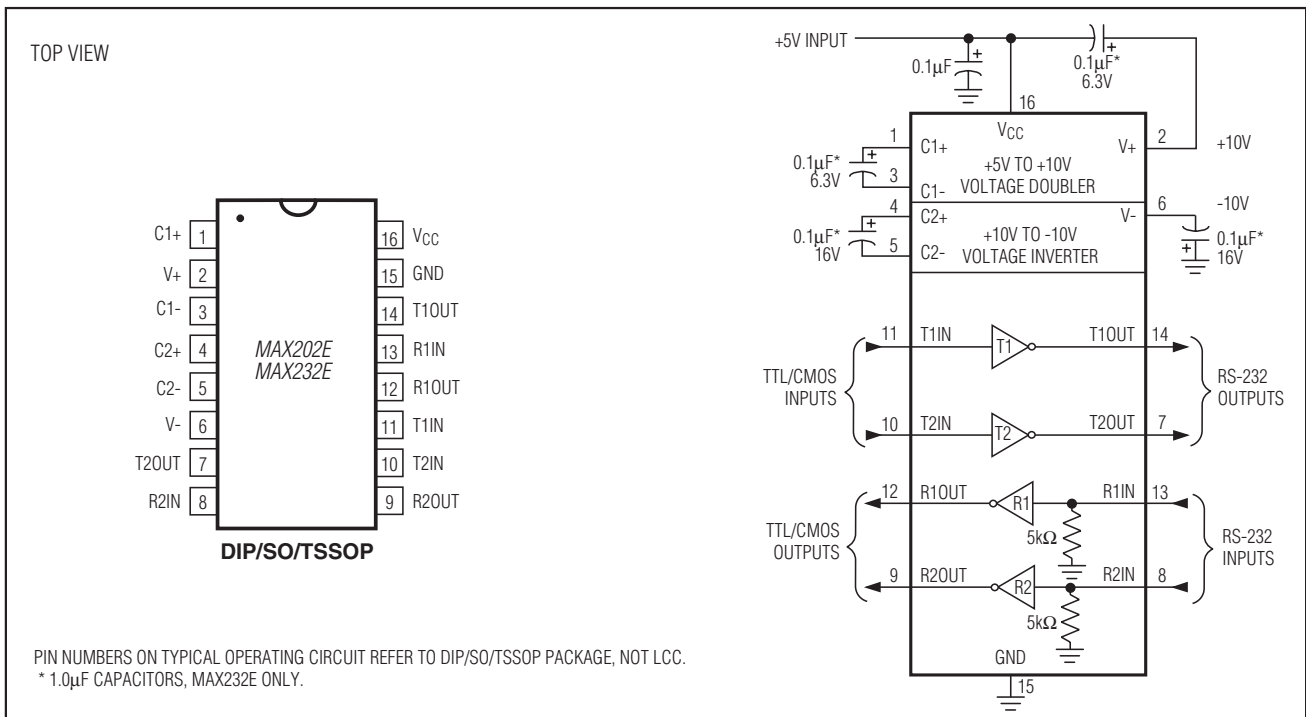 TOP VIEW
C1+ 1
V+ 2
C1- 3
C2+ 4
C2- 5
V- 6
T2OUT 7
R2IN 8
16 VCC
15 GND
14 T1OUT
13 R1IN
12 R1OUT
11 T1IN
10 T2IN
9 R2OUT
MAX202E
MAX232E
DIP/SO/TSSOP
+5V INPUT
0.1µF
+
+
0.1µF*
6.3V
16
VCC
1
C1+
+
0.1µF*
6.3V
3
C1-
+5V TO +10V
VOLTAGE DOUBLER
V+
2
+10V
4
C2+
+
0.1µF*
16V
5
C2-
+10V TO -10V
VOLTAGE INVERTER
V-
6
-10V
+
0.1µF*
16V
11 T1IN T1 T1OUT 14
TTL/CMOS
INPUTS
RS-232
OUTPUTS
10 T2IN T2 T2OUT 7
12 R1OUT R1 R1IN 13
5kΩ
TTL/CMOS
OUTPUTS
RS-232
INPUTS
9 R2OUT R2 R2IN 8
5kΩ
GND
15
PIN NUMBERS ON TYPICAL OPERATING CIRCUIT REFER TO DIP/SO/TSSOP PACKAGE, NOT LCC.
* 1.0µF CAPACITORS, MAX232E ONLY.